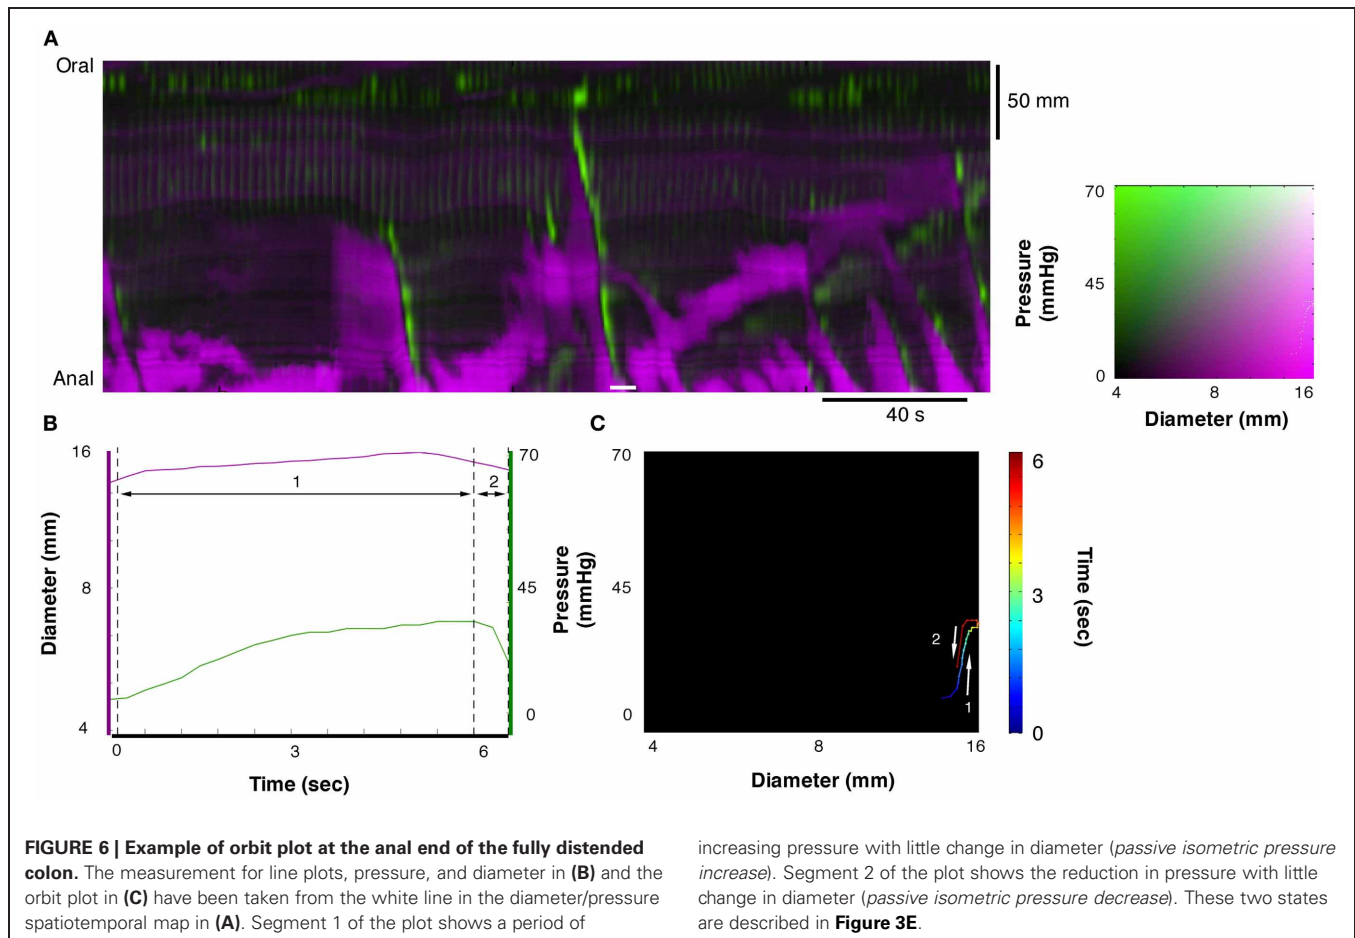 A
Oral
50 mm
Anal
40 s
70
45
0
Pressure
(mmHg)
4
8
16
Diameter (mm)
B
16
8
4
Diameter (mm)
1
2
70
45
0
Pressure
(mmHg)
0
3
6
Time (sec)
C
70
45
0
2
1
4
8
16
Diameter (mm)
6
3
0
Time (sec)
FIGURE 6 | Example of orbit plot at the anal end of the fully distended
colon. The measurement for line plots, pressure, and diameter in (B) and the
orbit plot in (C) have been taken from the white line in the diameter/pressure
spatiotemporal map in (A). Segment 1 of the plot shows a period of
increasing pressure with little change in diameter (passive isometric pressure
increase). Segment 2 of the plot shows the reduction in pressure with little
change in diameter (passive isometric pressure decrease). These two states
are described in Figure 3E.